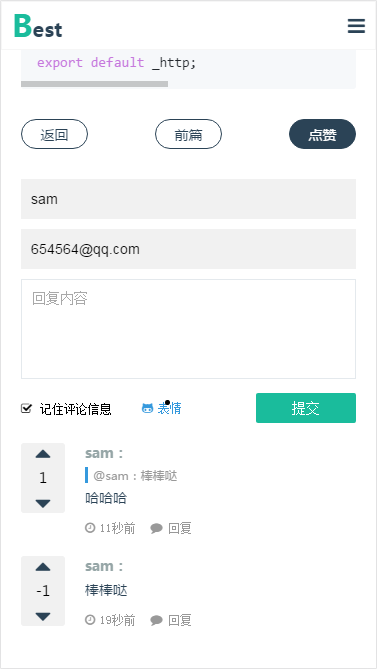 Best
export default _http;
返回 前篇 点赞
sam
654564@qq.com
回复内容
记住评论信息 表情 提交
sam：
@sam：棒棒哒
1
哈哈哈
11秒前 回复
sam：
-1 棒棒哒
19秒前 回复